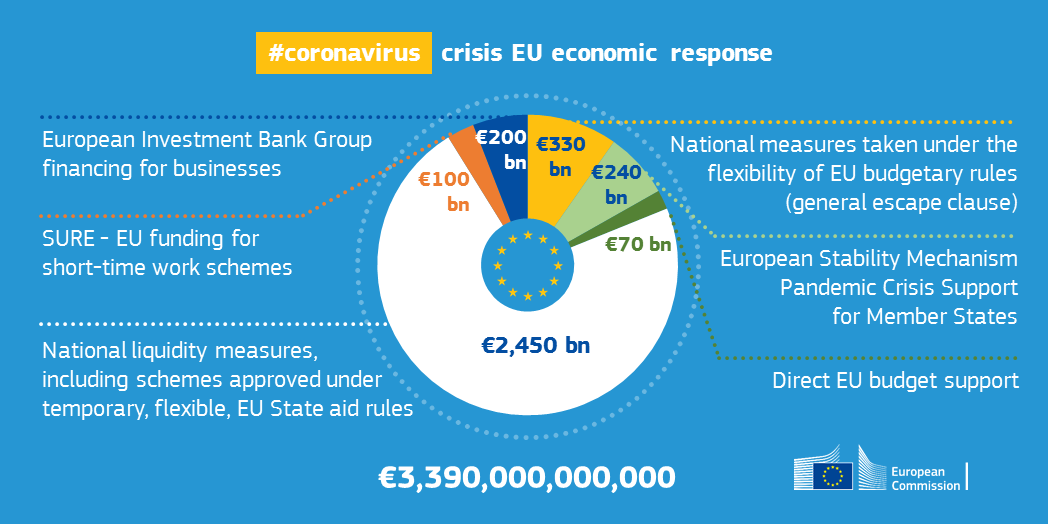 #coronavirus crisis EU economic response
European Investment Bank Group
financing for businesses
SURE - EU funding for
short-time work schemes
National liquidity measures,
including schemes approved under
temporary, flexible, EU State aid rules
€200
bn
€330
bn
€100
bn
€240
bn
€70 bn
€2,450 bn
National measures taken under the
flexibility of EU budgetary rules
(general escape clause)
European Stability Mechanism
Pandemic Crisis Support
for Member States
Direct EU budget support
€3,390,000,000,000
European
Commission